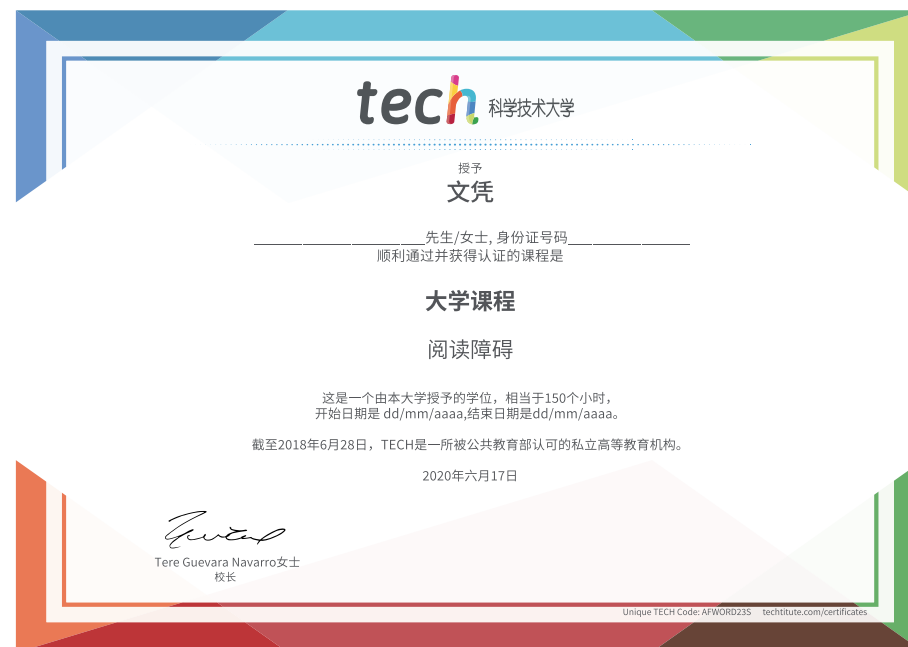 tech 科学技术大学
授予
文凭
______________________先生/女士, 身份证号码_______________
顺利通过并获得认证的课程是
大学课程
阅读障碍
这是一个由本大学授予的学位，相当于150个小时，
开始日期是 dd/mm/aaaa,结束日期是dd/mm/aaaa。
截至2018年6月28日，TECH是一所被公共教育部认可的私立高等教育机构。
2020年六月17日
Tere Guevara Navarro女士
校长
Unique TECH Code: AFWORD23S techtitute.com/certificates